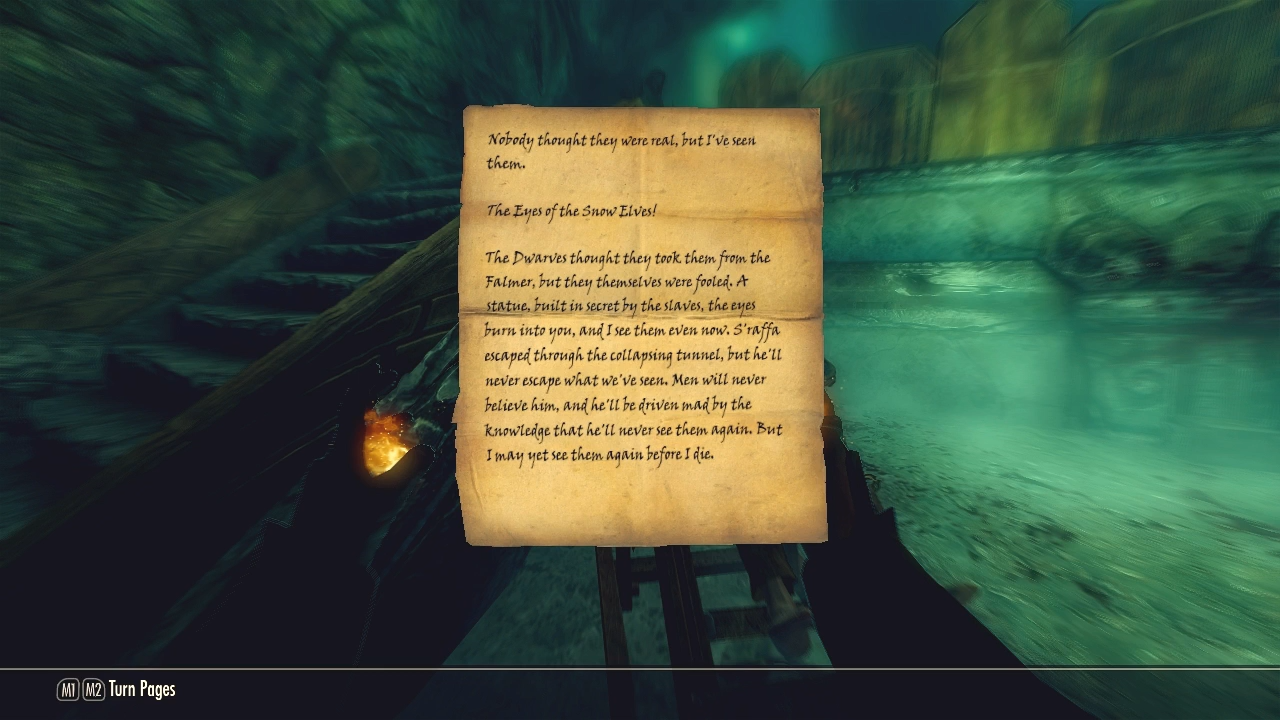 Nobody thought they were real, but I've seen
them.
The Eyes of the Snow Elves!
The Dwarves thought they took them from the
Falmer, but they themselves were fooled. A
statue, built in secret by the slaves, the eyes
burn into you, and I see them even now. S'raffa
escaped through the collapsing tunnel, but he'll
never escape what we've seen. Men will never
believe him, and he'll be driven mad by the
knowledge that he'll never see them again. But
I may yet see them again before I die.
M1 M2 Turn Pages